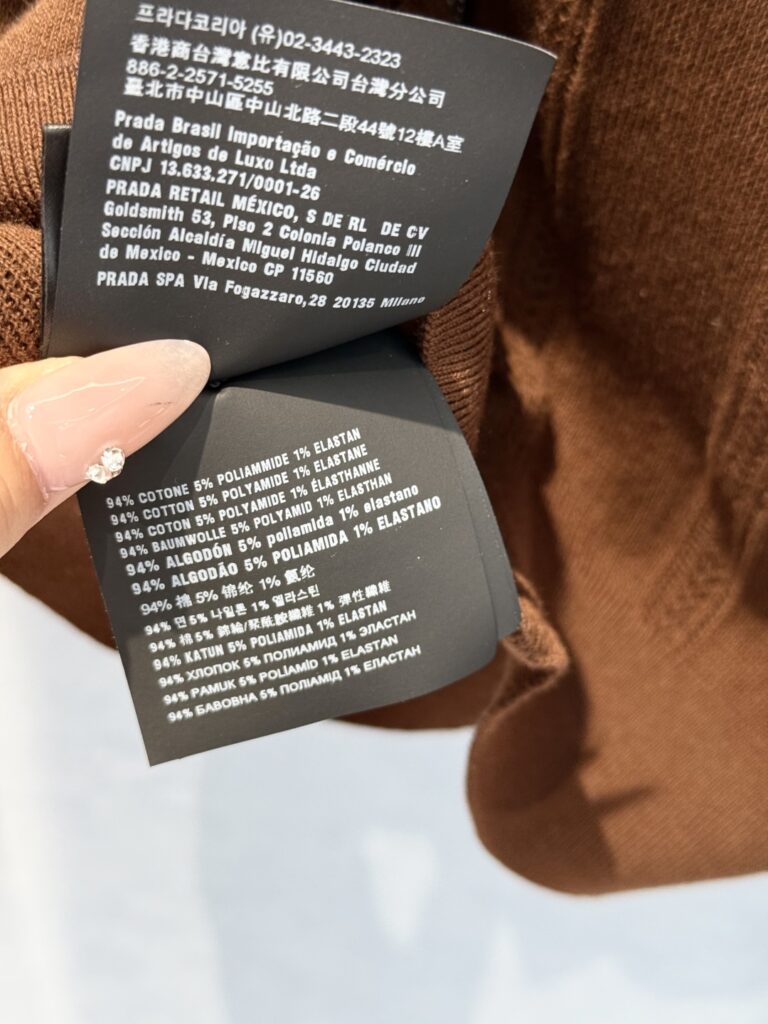 프라다코리아 (유)02-3443-2323
香港商台灣意比有限公司台灣分公司
886-2-2571-5255
臺北市中山區中山北路二段44號12樓A室
Prada Brasil Importação e Comércio
de Artigos de Luxo Ltda
CNPJ 13.633.271/0001-26
PRADA RETAIL MÉXICO, S DE RL DE CV
Goldsmith 53, Piso 2 Colonia Polanco III
Sección Alcaldía Miguel Hidalgo Ciudad
de Mexico - Mexico CP 11560
PRADA SPA Via Fogazzaro,28 20135 Milano
94% COTONE 5% POLIAMMIDE 1% ELASTAN
94% COTTON 5% POLYAMIDE 1% ELASTANE
94% COTON 5% POLYAMIDE 1% ÉLASTHANNE
94% BAUMWOLLE 5% POLYAMID 1% ELASTHAN
94% ALGODÓN 5% poliamida 1% elastano
94% ALGODÃO 5% POLIAMIDA 1% ELASTANO
94% 棉 5% 锦纶 1% 氨纶
94% 면 5% 나일론 1% 엘라스틴
94% 棉 5% 錦綸/聚酰胺纖維 1% 彈性纖維
94% KATUN 5% POLIAMIDA 1% ELASTAN
94% ХЛОПОК 5% ПОЛИАМИД 1% ЭЛАСТАН
94% PAMUK 5% POLİAMİD 1% ELASTAN
94% БАВОВНА 5% ПОЛІАМІД 1% ЕЛАСТАН